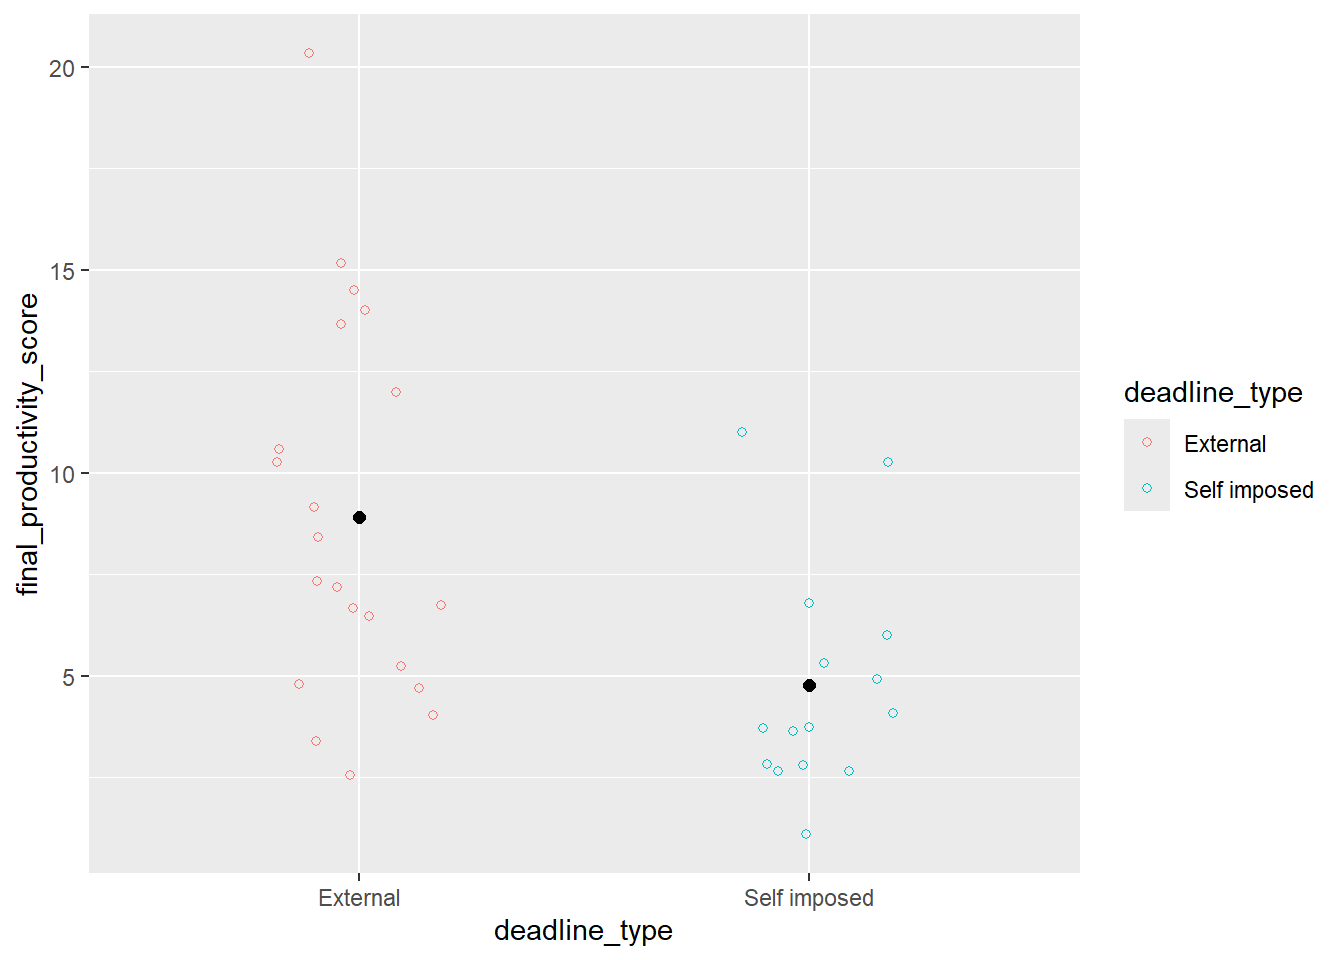 final_productivity_score
20
15
10
5
External
Self imposed
deadline_type
deadline_type
External
Self imposed